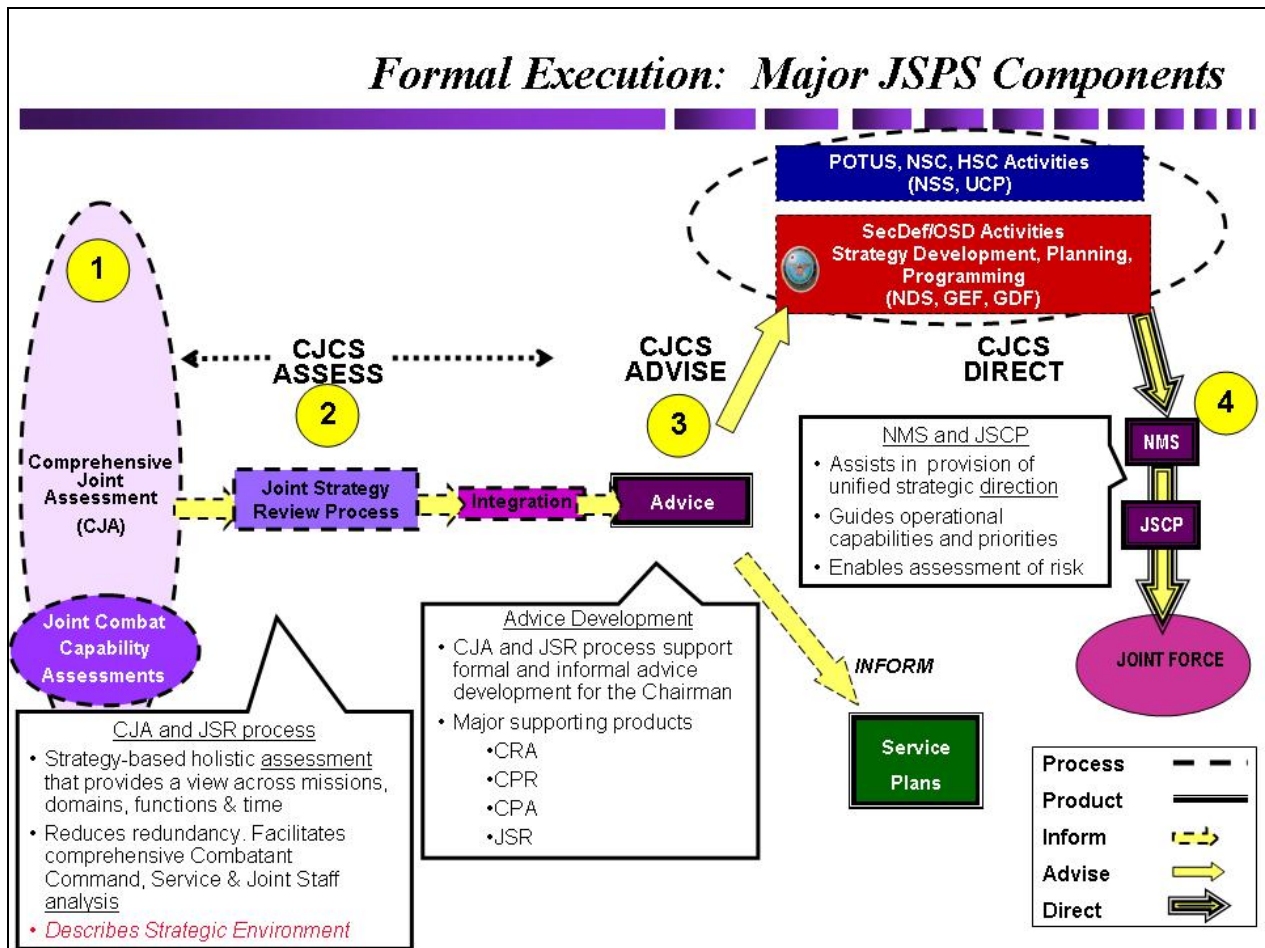 Formal Execution: Major JSPS Components
POTUS, NSC, HSC Activities
(NSS, UCP)
SecDef/OSD Activities
Strategy Development, Planning,
Programming
(NDS, GEF, GDF)
1
CJCS
ASSESS
2
CJCS
ADVISE
3
CJCS
DIRECT
4
Comprehensive
Joint
Assessment
(CJA)
Joint Strategy
Review Process
Integration
Advice
NMS and JSCP
• Assists in provision of
unified strategic direction
• Guides operational
capabilities and priorities
• Enables assessment of risk
NMS
JSCP
JOINT FORCE
Joint Combat
Capability
Assessments
CJA and JSR process
• Strategy-based holistic assessment
that provides a view across missions,
domains, functions & time
• Reduces redundancy. Facilitates
comprehensive Combatant
Command, Service & Joint Staff
analysis
• Describes Strategic Environment
Advice Development
• CJA and JSR process support
formal and informal advice
development for the Chairman
• Major supporting products
•CRA
•CPR
•CPA
•JSR
INFORM
Service
Plans
Process
Product
Inform
Advise
Direct